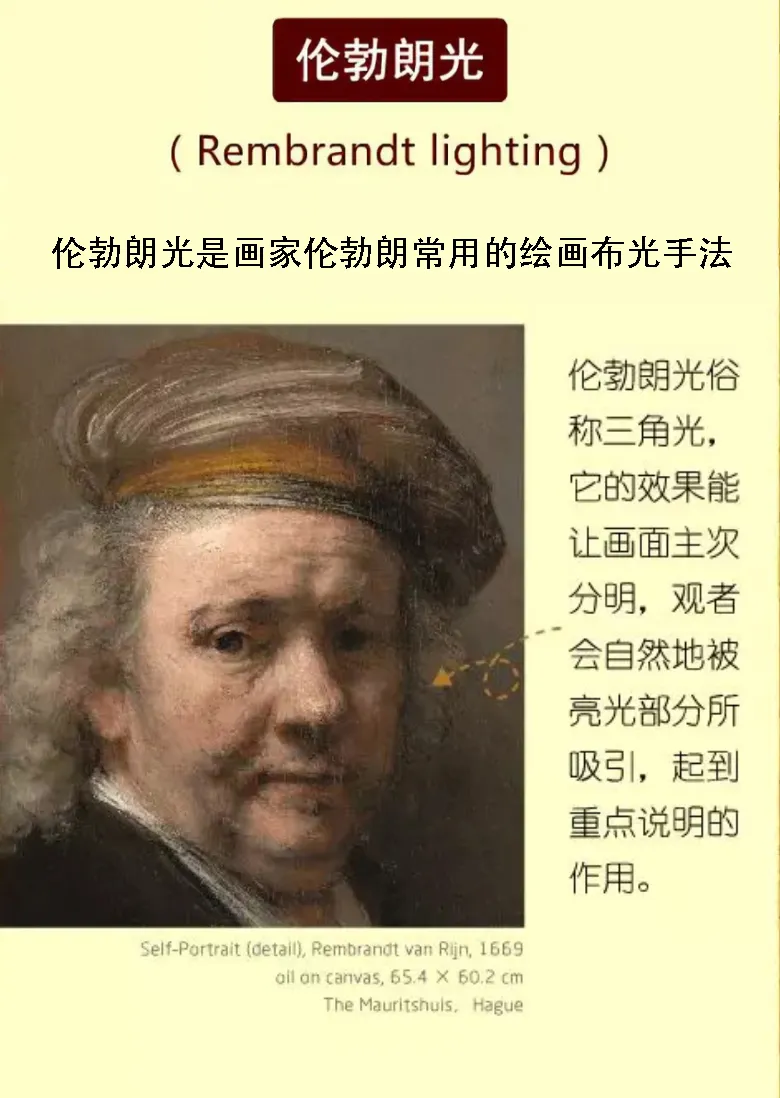 伦勃朗光
（Rembrandt lighting）
伦勃朗光是画家伦勃朗常用的绘画布光手法
伦勃朗光俗
称三角光，
它的效果能
让画面主次
分明，观者
会自然地被
亮光部分所
吸引，起到
重点说明的
作用。
Self-Portrait (detail), Rembrandt van Rijn, 1669
oil on canvas, 65.4 × 60.2 cm
The Mauritshuis, Hague